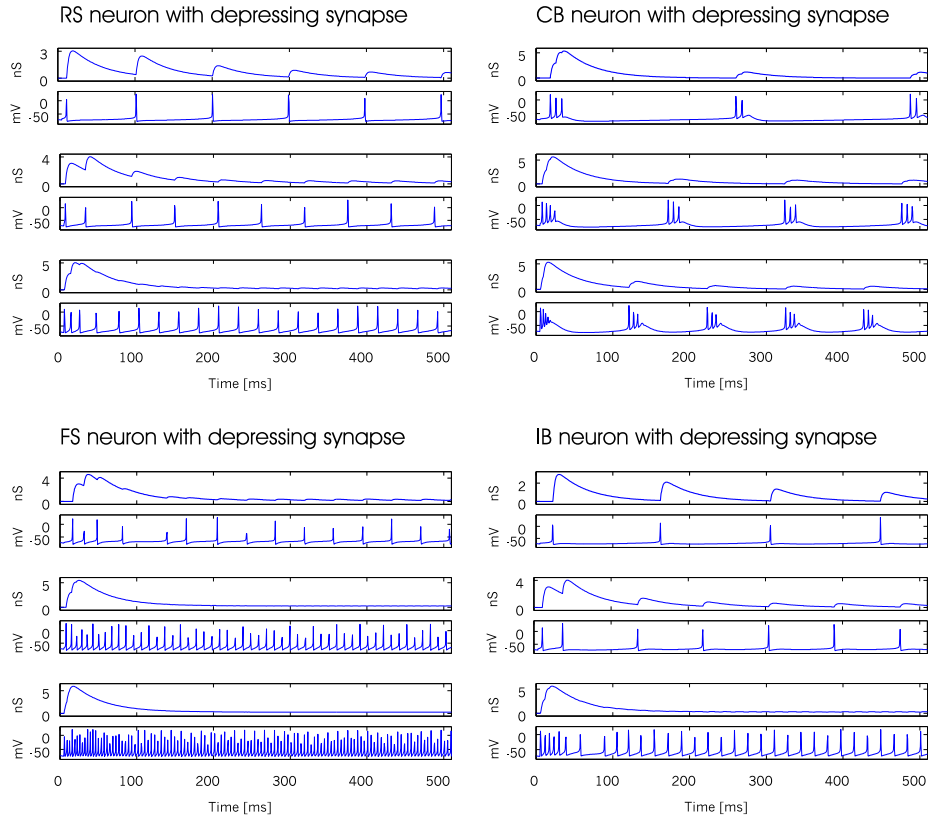 RS neuron with depressing synapse
nS
3
0
mV
0
-50
nS
4
0
mV
0
-50
nS
5
0
mV
0
-50
0 100 200 300 400 500
Time [ms]
CB neuron with depressing synapse
nS
5
0
mV
0
-50
nS
5
0
mV
0
-50
nS
5
0
mV
0
-50
0 100 200 300 400 500
Time [ms]
FS neuron with depressing synapse
nS
4
0
mV
0
-50
nS
5
0
mV
0
-50
nS
5
0
mV
0
-50
0 100 200 300 400 500
Time [ms]
IB neuron with depressing synapse
nS
2
0
mV
0
-50
nS
4
0
mV
0
-50
nS
5
0
mV
0
-50
0 100 200 300 400 500
Time [ms]